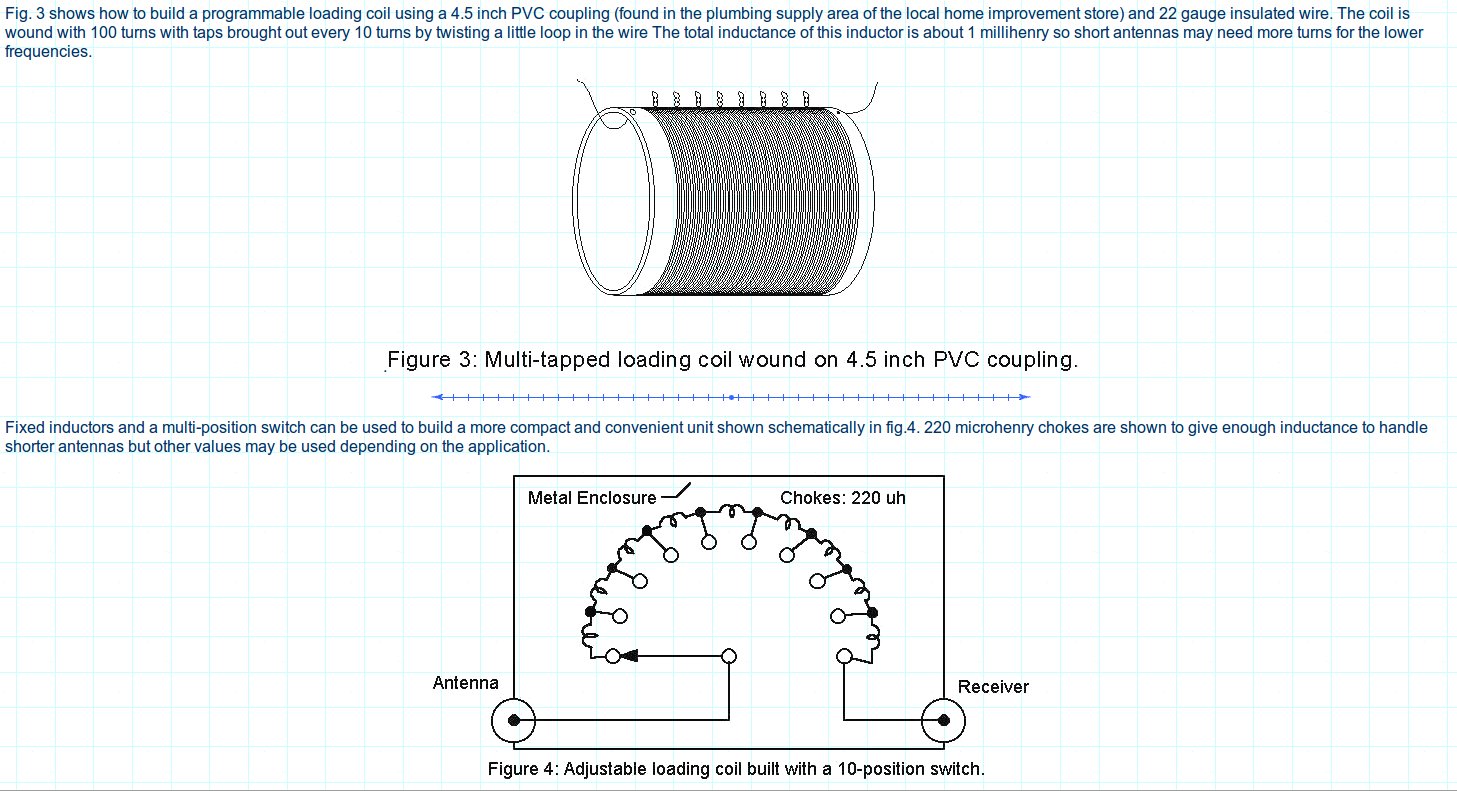 Fig. 3 shows how to build a programmable loading coil using a 4.5 inch PVC coupling (found in the plumbing supply area of the local home improvement store) and 22 gauge insulated wire. The coil is
wound with 100 turns with taps brought out every 10 turns by twisting a little loop in the wire The total inductance of this inductor is about 1 millihenry so short antennas may need more turns for the lower
frequencies.
Figure 3: Multi-tapped loading coil wound on 4.5 inch PVC coupling.
Fixed inductors and a multi-position switch can be used to build a more compact and convenient unit shown schematically in fig.4. 220 microhenry chokes are shown to give enough inductance to handle
shorter antennas but other values may be used depending on the application.
Metal Enclosure
Chokes: 220 uh
Antenna
Receiver
Figure 4: Adjustable loading coil built with a 10-position switch.